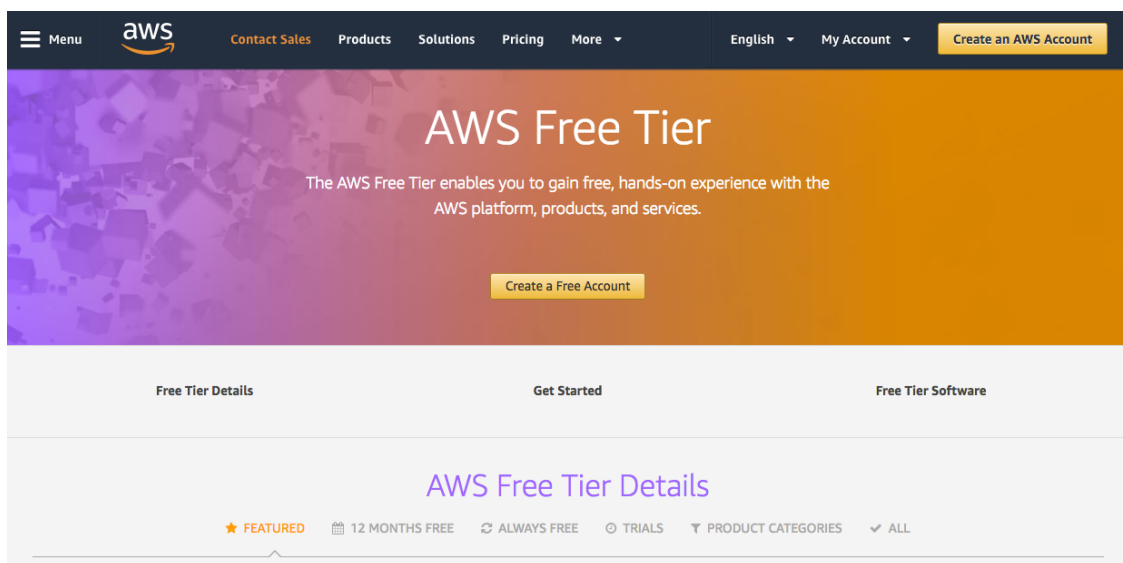 Menu
aws
Contact Sales
Products
Solutions
Pricing
More
English
My Account
Create an AWS Account
AWS Free Tier
The AWS Free Tier enables you to gain free, hands-on experience with the
AWS platform, products, and services.
Create a Free Account
Free Tier Details
Get Started
Free Tier Software
AWS Free Tier Details
FEATURED
12 MONTHS FREE
ALWAYS FREE
TRIALS
PRODUCT CATEGORIES
ALL